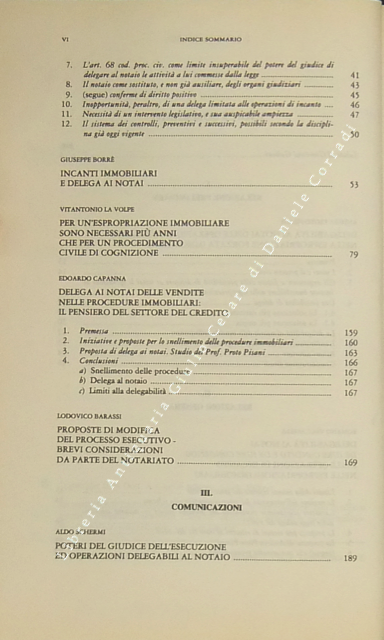 VI INDICE SOMMARIO
7. L'art. 68 cod. proc. civ. come limite insuperabile del potere del giudice di
delegare al notaio le attività a lui commesse dalla legge ........ 41
8. Il notaio come sostituto, e non già ausiliare, degli organi giudiziari ........ 43
9. (segue) conferme di diritto positivo ........ 45
10. Inopportunità, peraltro, di una delega limitata alle operazioni di incanto .... 46
11. Necessità di un intervento legislativo, e sua auspicabile ampiezza ........ 47
12. Il sistema dei controlli, preventivi e successivi, possibili secondo la discipli-
na già oggi vigente ........ 50
GIUSEPPE BORRÈ
INCANTI IMMOBILIARI
E DELEGA AI NOTAI ........ 53
VITANTONIO LA VOLPE
PER UN'ESPROPRIAZIONE IMMOBILIARE
SONO NECESSARI PIÙ ANNI
CHE PER UN PROCEDIMENTO
CIVILE DI COGNIZIONE ........ 79
EDOARDO CAPANNA
DELEGA AI NOTAI DELLE VENDITE
NELLE PROCEDURE IMMOBILIARI:
IL PENSIERO DEL SETTORE DEL CREDITO
1. Premessa ........ 159
2. Iniziative e proposte per lo snellimento delle procedure immobiliari ........ 160
3. Proposta di delega ai notai. Studio del Prof. Proto Pisani ........ 163
4. Conclusioni ........ 166
a) Snellimento delle procedure ........ 167
b) Delega al notaio ........ 167
c) Limiti alla delegabilità ........ 167
LODOVICO BARASSI
PROPOSTE DI MODIFICA
DEL PROCESSO ESECUTIVO -
BREVI CONSIDERAZIONI
DA PARTE DEL NOTARIATO ........ 169
III.
COMUNICAZIONI
ALDO SCHERMI
POTERI DEL GIUDICE DELL'ESECUZIONE
ED OPERAZIONI DELEGABILI AL NOTAIO ........ 189
Libreria Antiquaria Giulio Cesare di Daniele Corradi